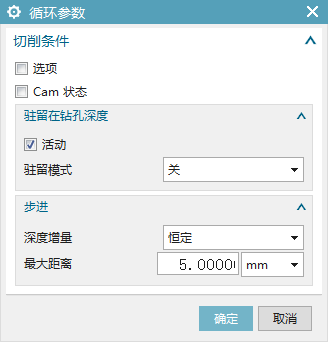 循环参数
切削条件
选项
Cam 状态
驻留在钻孔深度
活动
驻留模式 关
步进
深度增量 恒定
最大距离 5.0000 mm
确定 取消